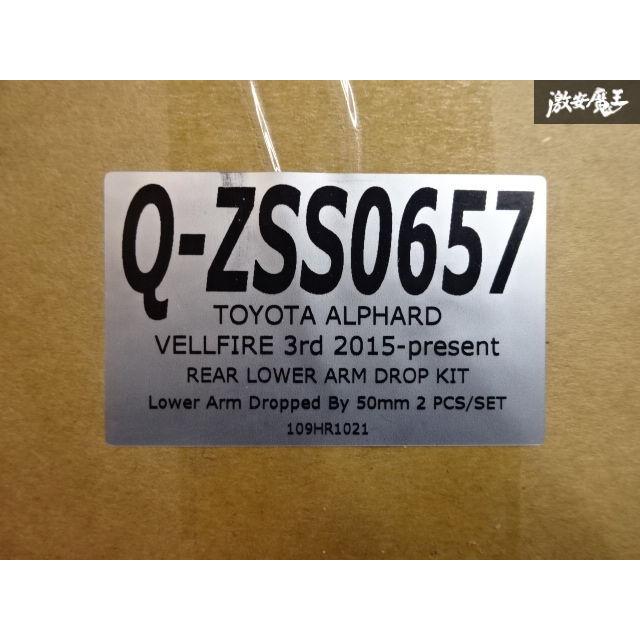 激安魔王
Q-ZSS0657
TOYOTA ALPHARD
VELLFIRE 3rd 2015-present
REAR LOWER ARM DROP KIT
Lower Arm Dropped By 50mm 2 PCS/SET
109HR1021